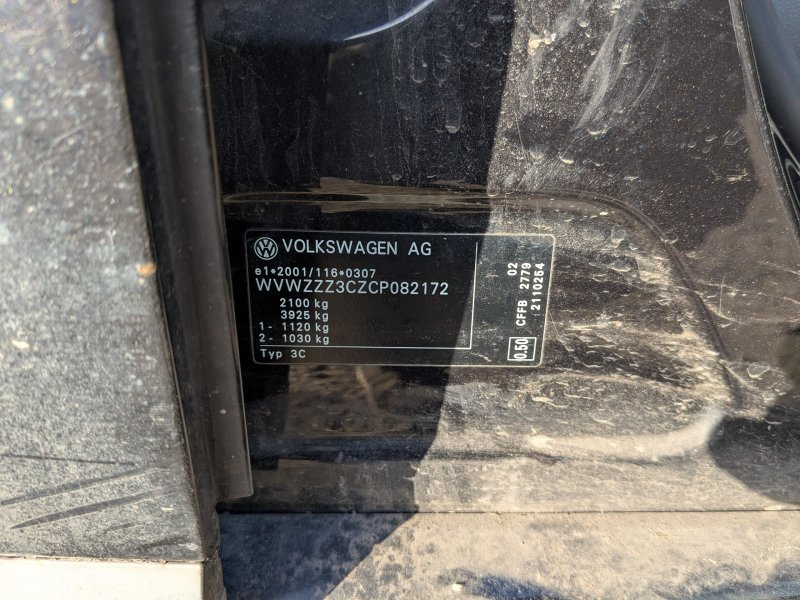 VOLKSWAGEN AG
e1*2001/116*0307
WVWZZZ3CZCP082172
2100 kg
3925 kg
1- 1120 kg
2- 1030 kg
Typ 3C
02
CFFB 2779
2110254
0.50